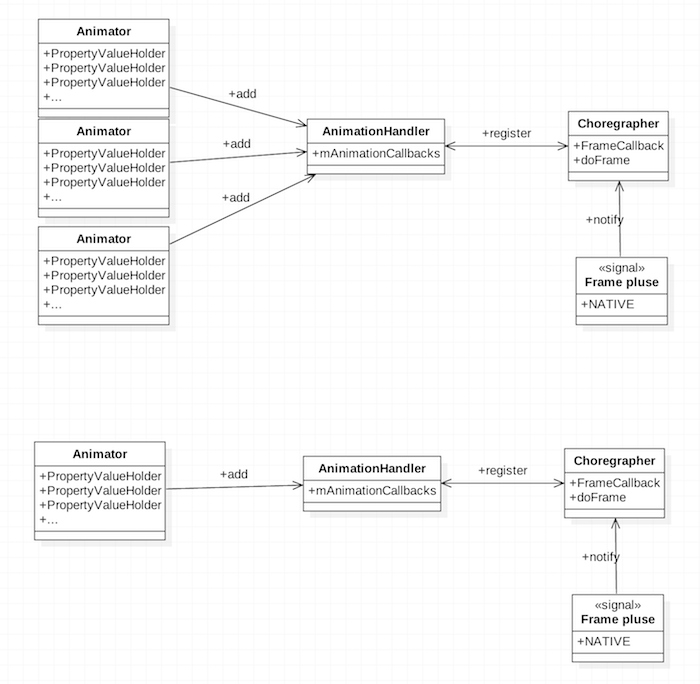 Animator
+PropertyValueHolder
+PropertyValueHolder
+PropertyValueHolder
+...
+add
Animator
+PropertyValueHolder
+PropertyValueHolder
+PropertyValueHolder
+...
+add
Animator
+PropertyValueHolder
+PropertyValueHolder
+PropertyValueHolder
+...
+add
AnimationHandler
+mAnimationCallbacks
+register
Choregrapher
+FrameCallback
+doFrame
+notify
«signal»
Frame pluse
+NATIVE
Animator
+PropertyValueHolder
+PropertyValueHolder
+PropertyValueHolder
+...
+add
AnimationHandler
+mAnimationCallbacks
+register
Choregrapher
+FrameCallback
+doFrame
+notify
«signal»
Frame pluse
+NATIVE